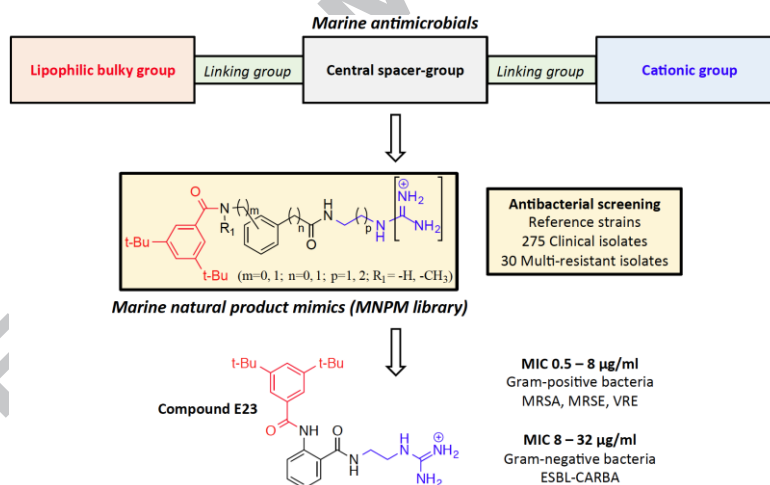 Marine antimicrobials
Lipophilic bulky group
Linking group
Central spacer-group
Linking group
Cationic group
O
N
R1
( )m
( )n
O
H
N
( )p
N
H
⊕
NH2
NH2
t-Bu
t-Bu
(m=0, 1; n=0, 1; p=1, 2; R1 = -H, -CH3)
Antibacterial screening
Reference strains
275 Clinical isolates
30 Multi-resistant isolates
Marine natural product mimics (MNPM library)
t-Bu
t-Bu
Compound E23
O
NH
O
N
H
H
N
⊕
NH2
NH2
MIC 0.5 – 8 µg/ml
Gram-positive bacteria
MRSA, MRSE, VRE
MIC 8 – 32 µg/ml
Gram-negative bacteria
ESBL-CARBA